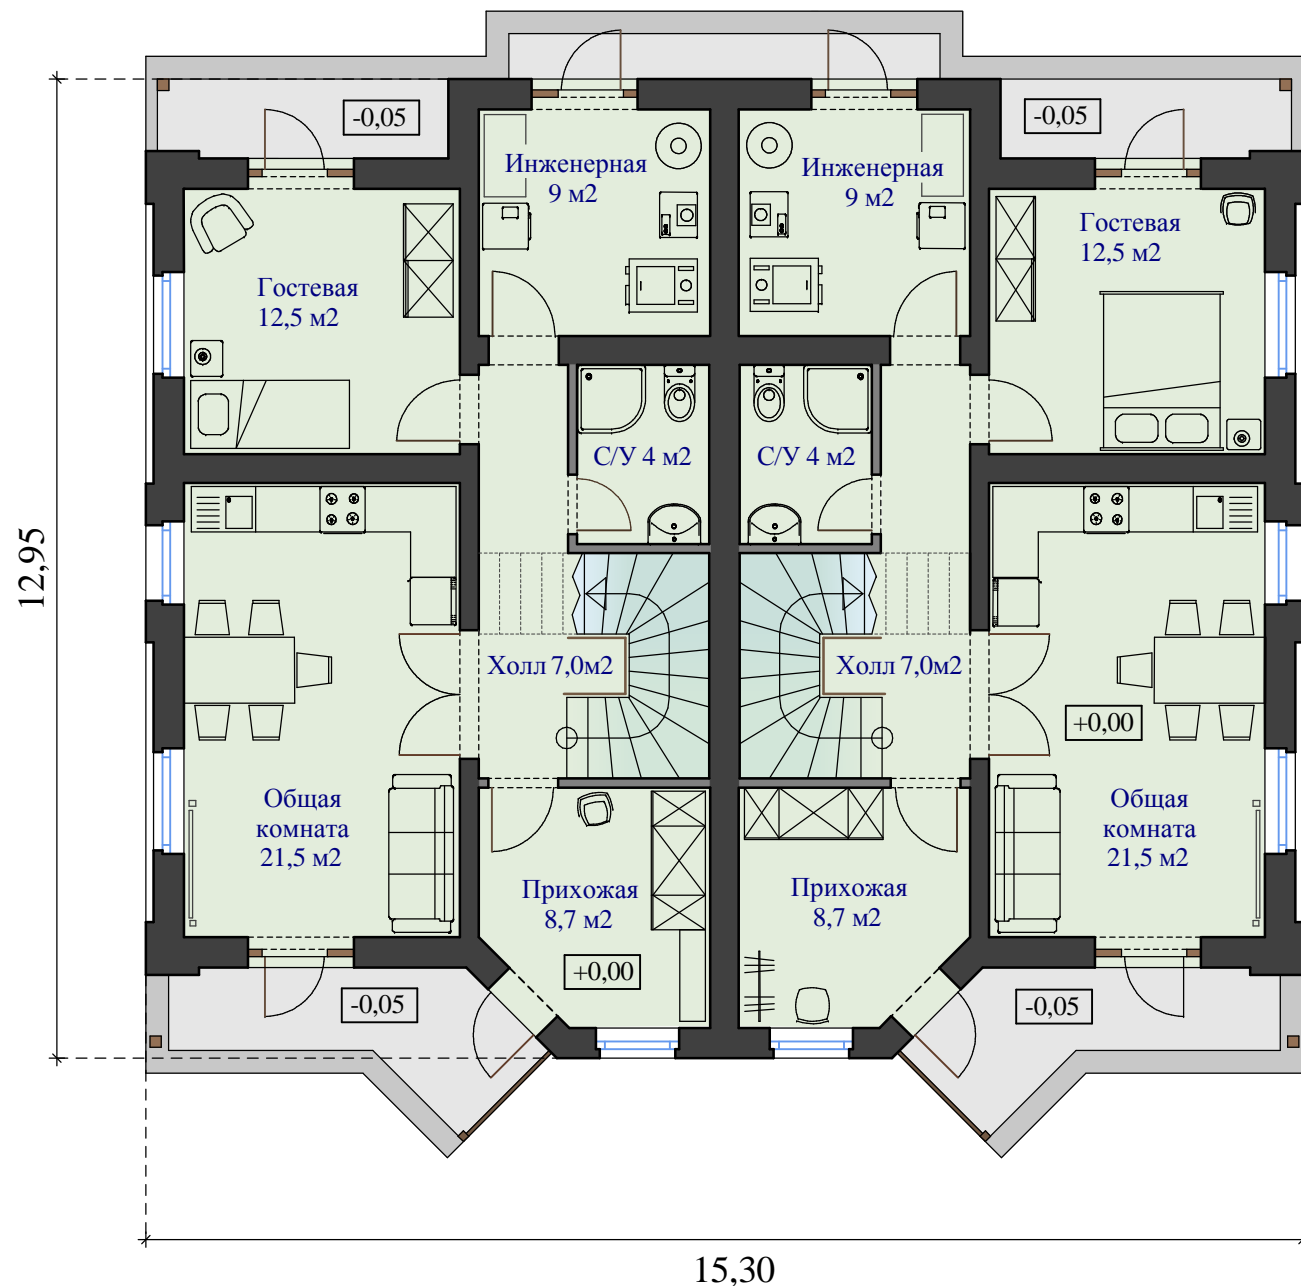 -0,05
-0,05
Инженерная
9 м2
Инженерная
9 м2
Гостевая
12,5 м2
Гостевая
12,5 м2
С/У 4 м2
С/У 4 м2
12,95
Холл 7,0м2
Холл 7,0м2
+0,00
Общая
комната
21,5 м2
Общая
комната
21,5 м2
Прихожая
8,7 м2
Прихожая
8,7 м2
+0,00
-0,05
-0,05
15,30